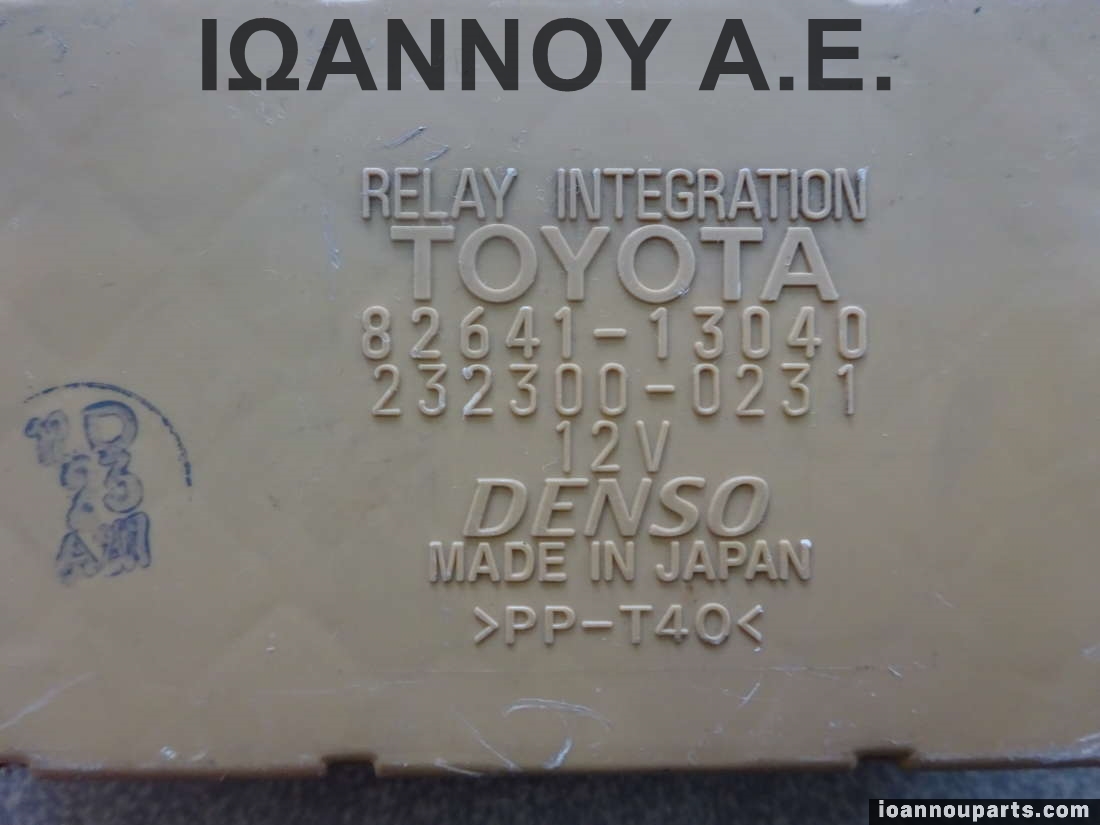 ΙΩΑΝΝΟΥ Α.Ε.
RELAY INTEGRATION
TOYOTA
82641-13040
232300-0231
12V
DENSO
MADE IN JAPAN
>PP-T40<
D
ioannouparts.com